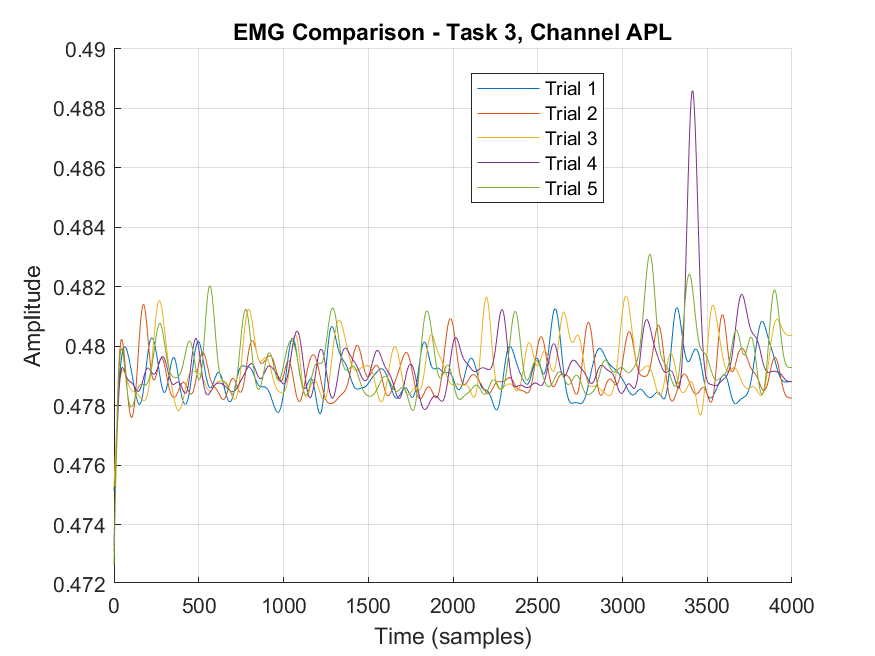 EMG Comparison - Task 3, Channel APL
0.49
0.488
0.486
0.484
0.482
0.48
0.478
0.476
0.474
0.472
Amplitude
Trial 1
Trial 2
Trial 3
Trial 4
Trial 5
0 500 1000 1500 2000 2500 3000 3500 4000
Time (samples)